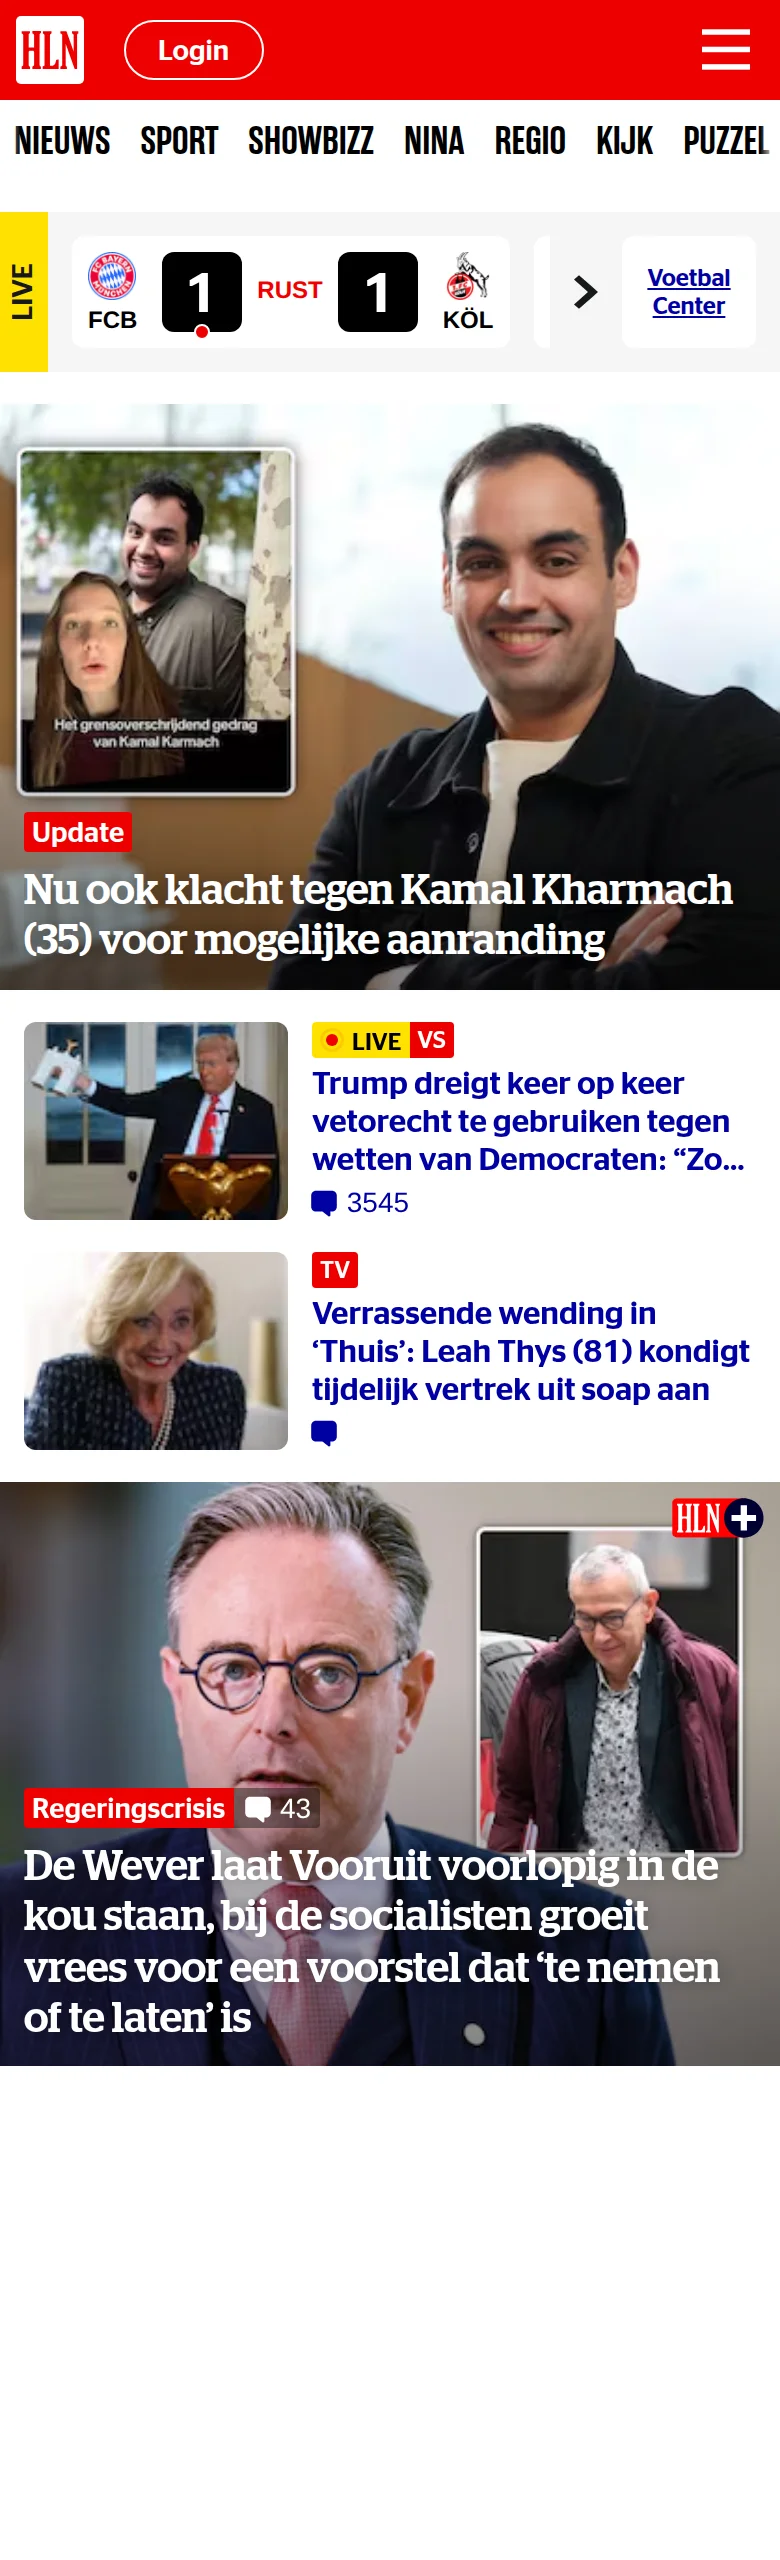 HLN
Login
NIEUWS SPORT SHOWBIZZ NINA REGIO KIJK PUZZEL
LIVE
FC BAYERN
MÜNCHEN
FCB
1
RUST
1
KÖL
Voetbal
Center
Het grensoverschrijdend gedrag
van Kamal Karmach
Update
Nu ook klacht tegen Kamal Kharmach
(35) voor mogelijke aanranding
LIVE VS
Trump dreigt keer op keer
vetorecht te gebruiken tegen
wetten van Democraten: “Zo...
3545
TV
Verrassende wending in
‘Thuis’: Leah Thys (81) kondigt
tijdelijk vertrek uit soap aan
HLN+
Regeringscrisis 43
De Wever laat Vooruit voorlopig in de
kou staan, bij de socialisten groeit
vrees voor een voorstel dat ‘te nemen
of te laten’ is